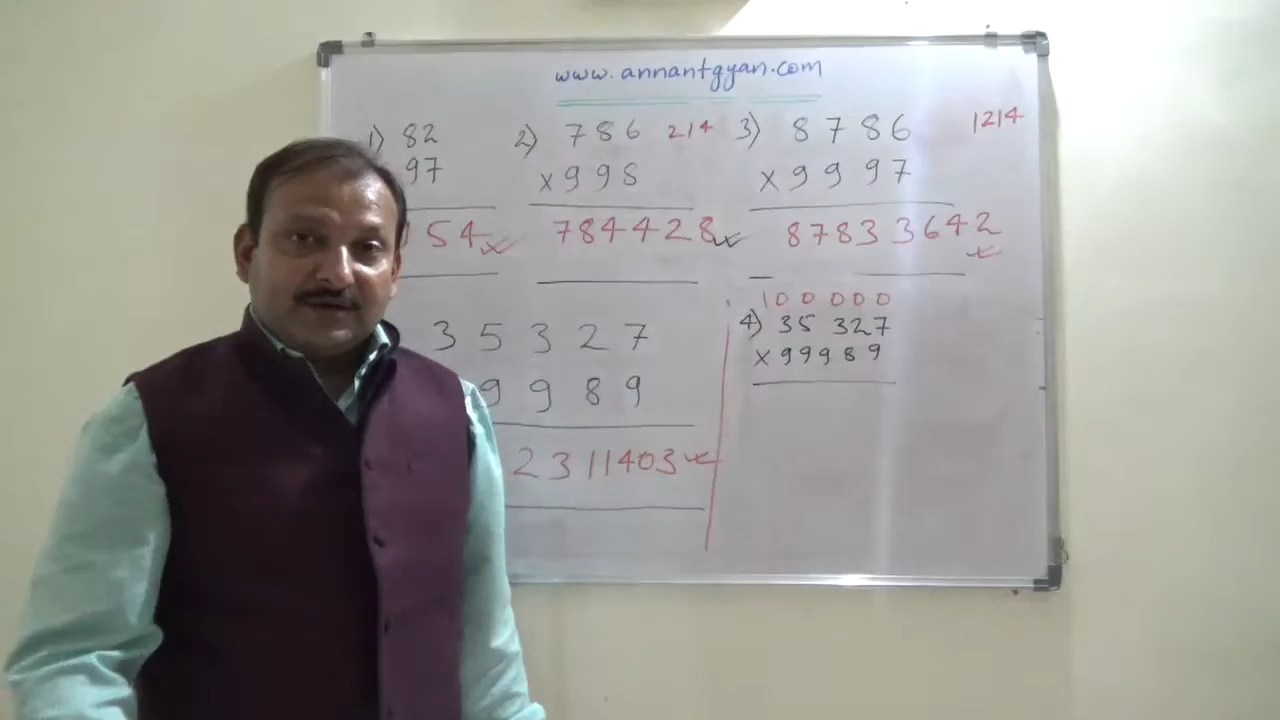 www.annantgyan.com
1) 82
97
54
2) 786 214
x998
784428
3) 8786 1214
x9997
87833642
35327
9989
2311403
100000
4) 35327
x99989